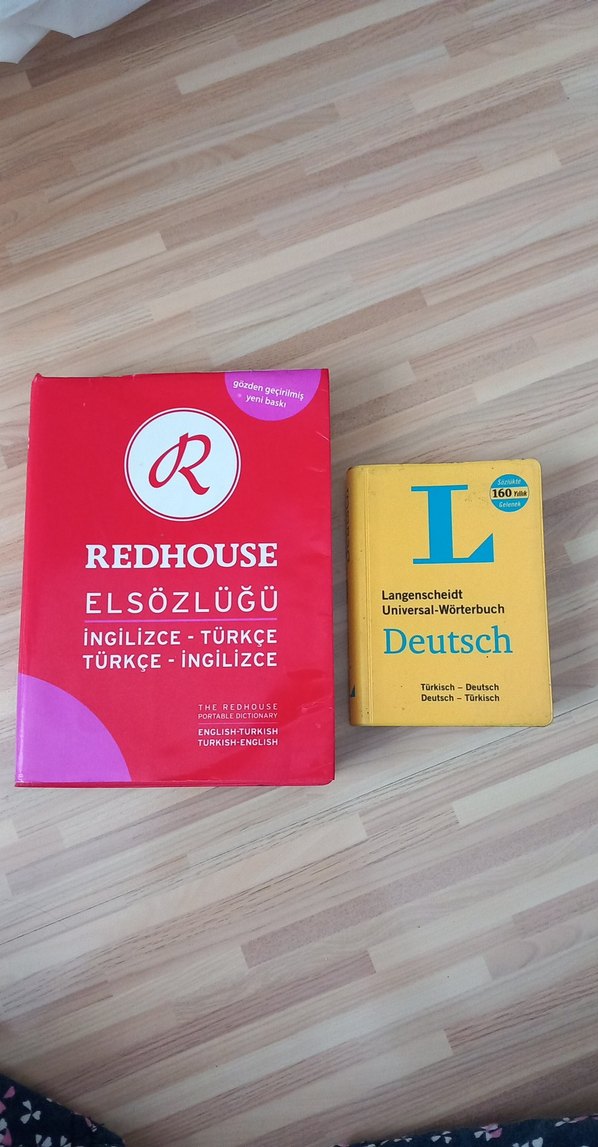 gözden geçirilmiş
yeni baskı
R
REDHOUSE
ELSÖZLÜĞÜ
İNGİLİZCE - TÜRKÇE
TÜRKÇE - İNGİLİZCE
THE REDHOUSE
PORTABLE DICTIONARY
ENGLISH-TURKISH
TURKISH-ENGLISH
L
Sözlükte
160 Yıllık
Gelenek
Langenscheidt
Universal-Wörterbuch
Deutsch
Türkisch – Deutsch
Deutsch – Türkisch